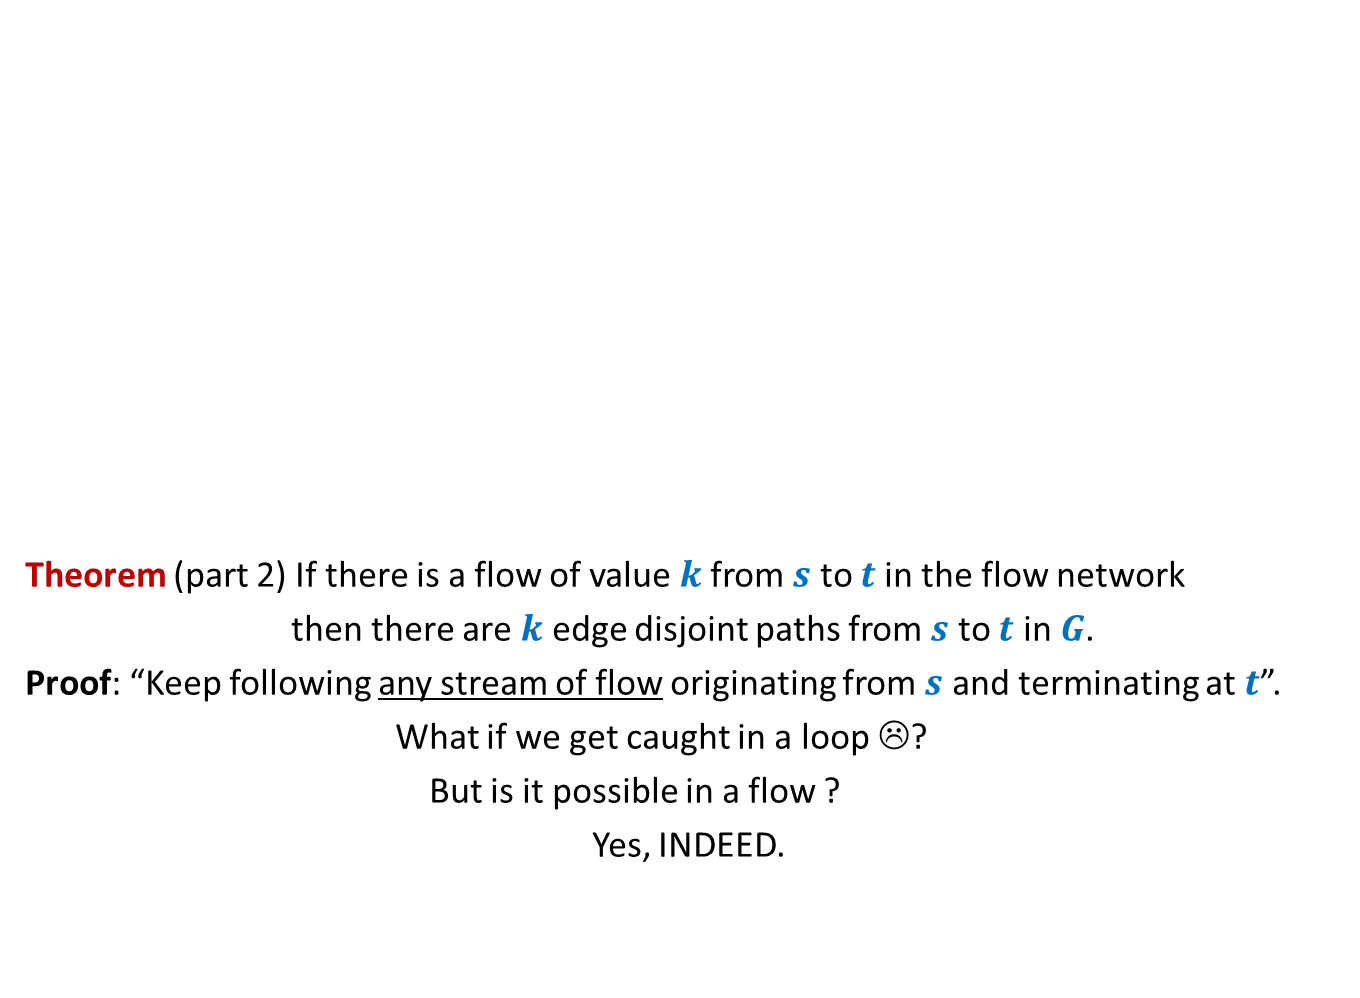 Theorem (part 2) If there is a flow of value k from s to t in the flow network
then there are k edge disjoint paths from s to t in G.
Proof: “Keep following any stream of flow originating from s and terminating at t”.
What if we get caught in a loop ☹?
But is it possible in a flow ?
Yes, INDEED.